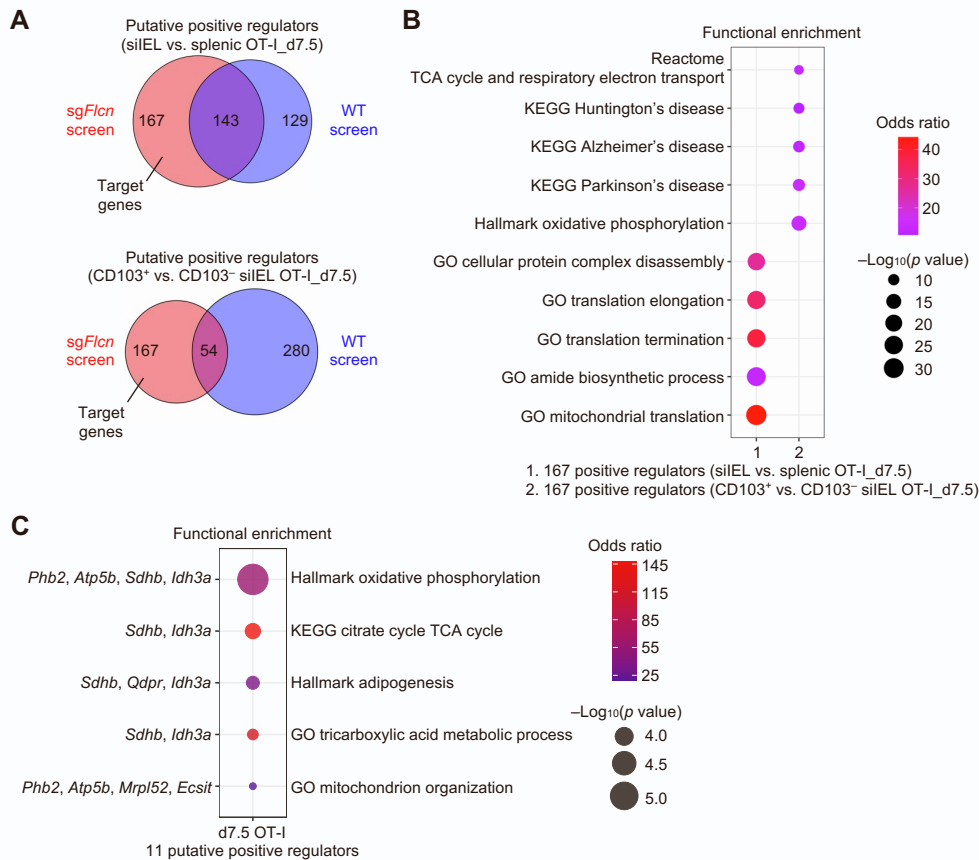 A
Putative positive regulators
(siIEL vs. splenic OT-I_d7.5)
sgFlcn
screen
167
143
129
WT
screen
Target
genes
Putative positive regulators
(CD103⁺ vs. CD103⁻ siIEL OT-I_d7.5)
sgFlcn
screen
167
54
280
WT
screen
Target
genes
B
Functional enrichment
Reactome
TCA cycle and respiratory electron transport
KEGG Huntington’s disease
KEGG Alzheimer’s disease
KEGG Parkinson’s disease
Hallmark oxidative phosphorylation
GO cellular protein complex disassembly
GO translation elongation
GO translation termination
GO amide biosynthetic process
GO mitochondrial translation
1 2
1. 167 positive regulators (siIEL vs. splenic OT-I_d7.5)
2. 167 positive regulators (CD103⁺ vs. CD103⁻ siIEL OT-I_d7.5)
Odds ratio
40
30
20
–Log₁₀(p value)
10
15
20
25
30
C
Functional enrichment
Phb2, Atp5b, Sdhb, Idh3a Hallmark oxidative phosphorylation
Sdhb, Idh3a KEGG citrate cycle TCA cycle
Sdhb, Qdpr, Idh3a Hallmark adipogenesis
Sdhb, Idh3a GO tricarboxylic acid metabolic process
Phb2, Atp5b, Mrpl52, Ecsit GO mitochondrion organization
d7.5 OT-I
11 putative positive regulators
Odds ratio
145
115
85
55
25
–Log₁₀(p value)
4.0
4.5
5.0